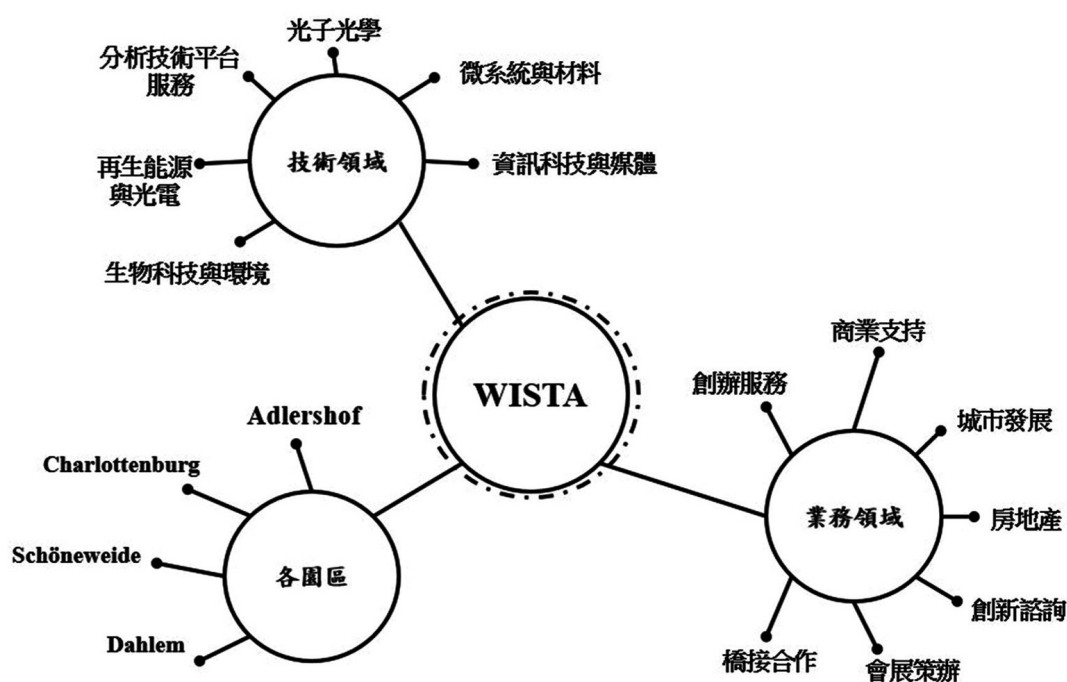 光子光學
分析技術平台
服務
微系統與材料
技術領域
再生能源
與光電
資訊科技與媒體
生物科技與環境
WISTA
商業支持
創辦服務
城市發展
業務領域
房地產
創新諮詢
橋接合作
會展策辦
Adlershof
Charlottenburg
Schöneweide
各園區
Dahlem